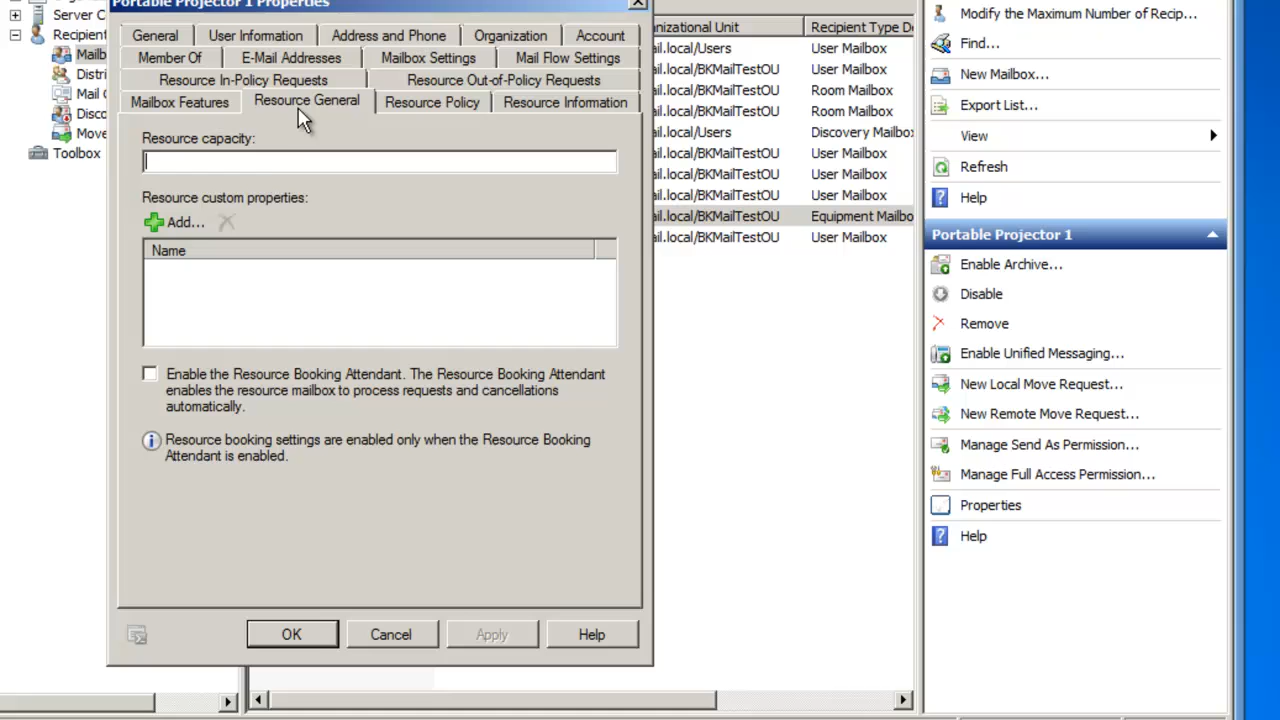 Portable Projector 1 Properties
General
User Information
Address and Phone
Organization
Account
Member Of
E-Mail Addresses
Mailbox Settings
Mail Flow Settings
Resource In-Policy Requests
Resource Out-of-Policy Requests
Mailbox Features
Resource General
Resource Policy
Resource Information
Resource capacity:
Resource custom properties:
Add...
Name
Enable the Resource Booking Attendant. The Resource Booking Attendant
enables the resource mailbox to process requests and cancellations
automatically.
Resource booking settings are enabled only when the Resource Booking
Attendant is enabled.
OK
Cancel
Apply
Help
Server C
Recipien
Mailb
Distri
Mail C
Disco
Move
Toolbox
anizational Unit
Recipient Type De
ail.local/Users
User Mailbox
ail.local/BKMailTestOU
User Mailbox
ail.local/BKMailTestOU
Room Mailbox
ail.local/BKMailTestOU
Room Mailbox
ail.local/Users
Discovery Mailbox
ail.local/BKMailTestOU
User Mailbox
ail.local/BKMailTestOU
User Mailbox
ail.local/BKMailTestOU
User Mailbox
ail.local/BKMailTestOU
Equipment Mailbo
ail.local/BKMailTestOU
User Mailbox
Modify the Maximum Number of Recip...
Find...
New Mailbox...
Export List...
View
Refresh
Help
Portable Projector 1
Enable Archive...
Disable
Remove
Enable Unified Messaging...
New Local Move Request...
New Remote Move Request...
Manage Send As Permission...
Manage Full Access Permission...
Properties
Help